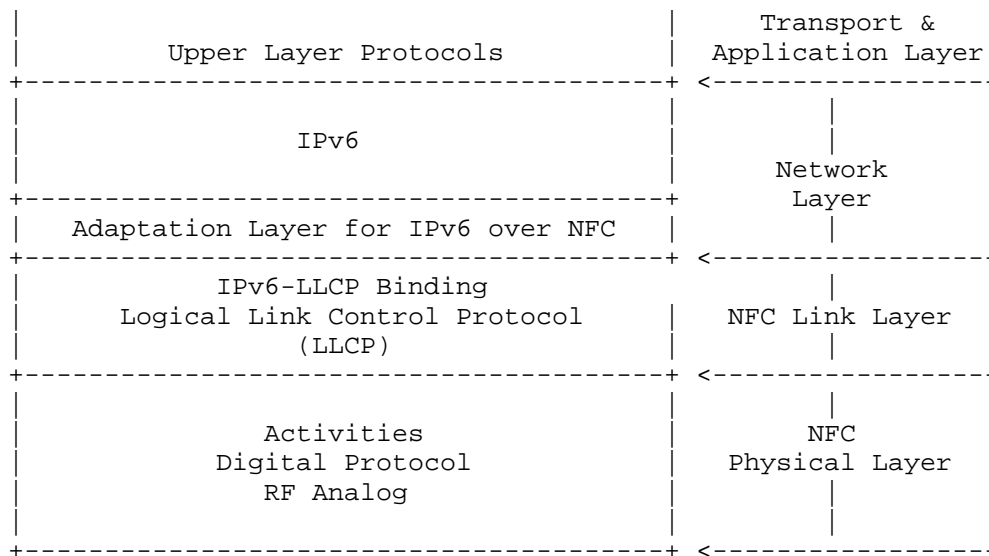 |                                        |    Transport &
|         Upper Layer Protocols          | Application Layer
+----------------------------------------+ <------------------
|                                        |         |
|                 IPv6                   |         |
|                                        |      Network
+----------------------------------------+       Layer
|   Adaptation Layer for IPv6 over NFC   |         |
+----------------------------------------+ <------------------
|            IPv6-LLCP Binding                     |
|      Logical Link Control Protocol     |  NFC Link Layer
|                 (LLCP)                 |         |
+----------------------------------------+ <------------------
|                                        |         |
|               Activities               |        NFC
|            Digital Protocol            |  Physical Layer
|               RF Analog                |         |
|                                        |         |
+----------------------------------------+ <------------------